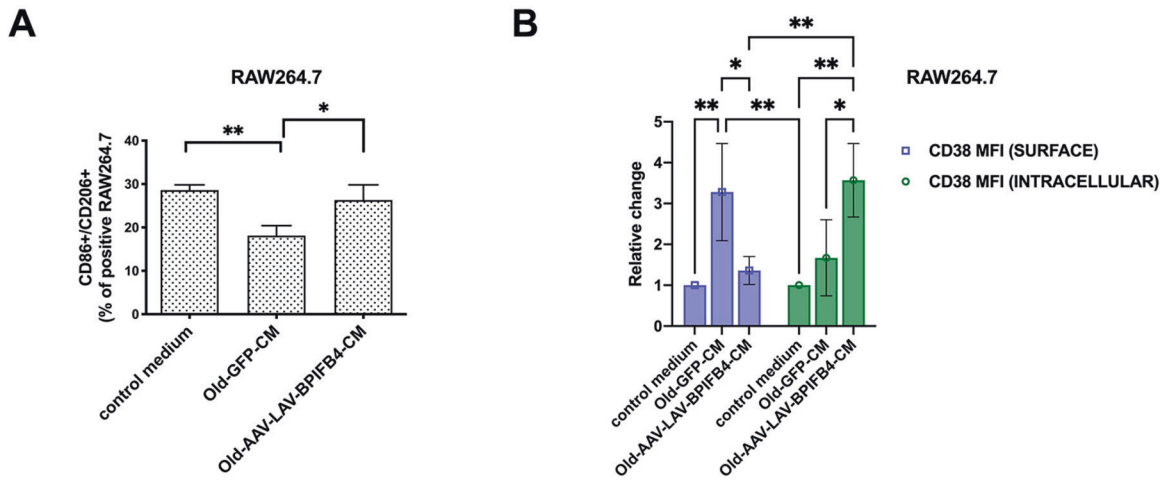 A
RAW264.7
**
*
CD86+/CD206+
(% of positive RAW264.7
40
30
20
10
0
control medium
Old-GFP-CM
Old-AAV-LAV-BPIFB4-CM
B
**
*
**
**
**
*
RAW264.7
CD38 MFI (SURFACE)
CD38 MFI (INTRACELLULAR)
Relative change
5
4
3
2
1
0
control medium
Old-GFP-CM
Old-AAV-LAV-BPIFB4-CM
control medium
Old-GFP-CM
Old-AAV-LAV-BPIFB4-CM